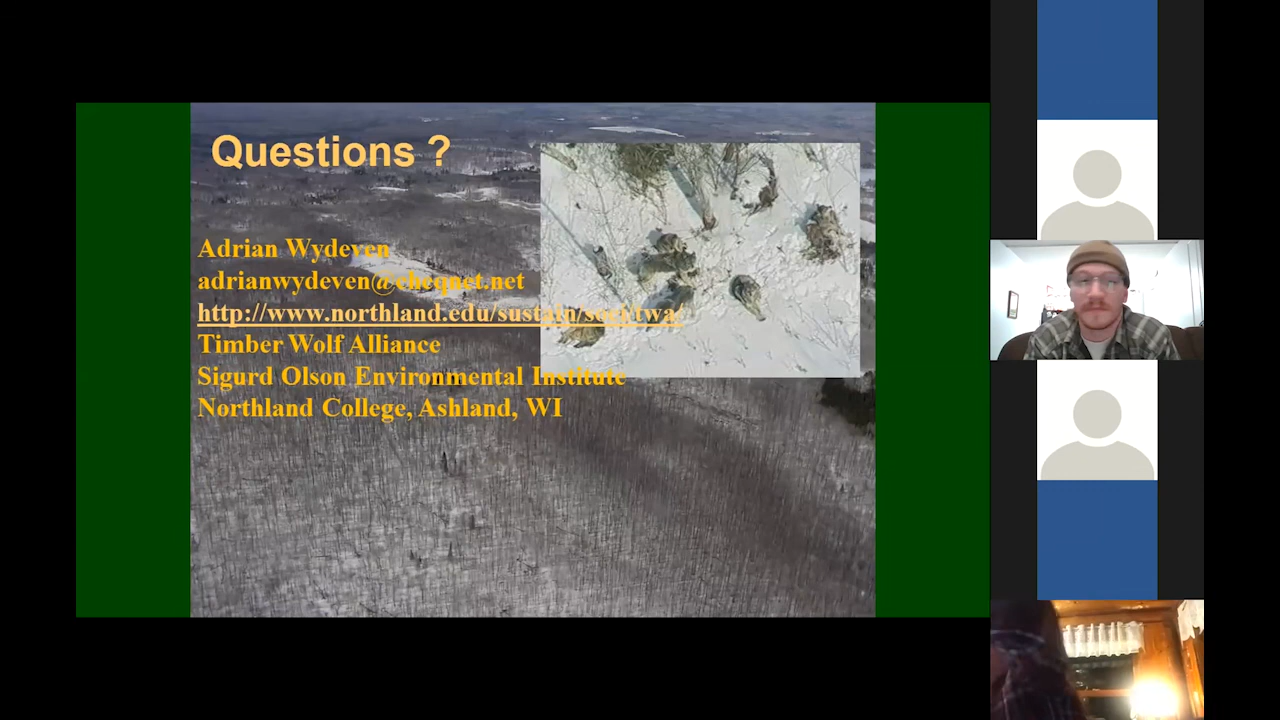 Questions ?
Adrian Wydeven
adrianwydeven@cheqnet.net
http://www.northland.edu/sustain/soei/twa/
Timber Wolf Alliance
Sigurd Olson Environmental Institute
Northland College, Ashland, WI